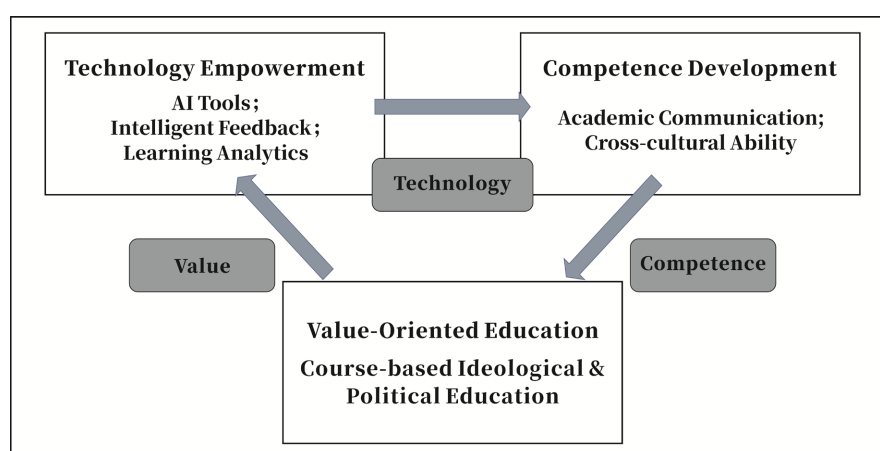 Technology Empowerment
AI Tools;
Intelligent Feedback;
Learning Analytics
Competence Development
Academic Communication;
Cross-cultural Ability
Technology
Value
Competence
Value-Oriented Education
Course-based Ideological &
Political Education